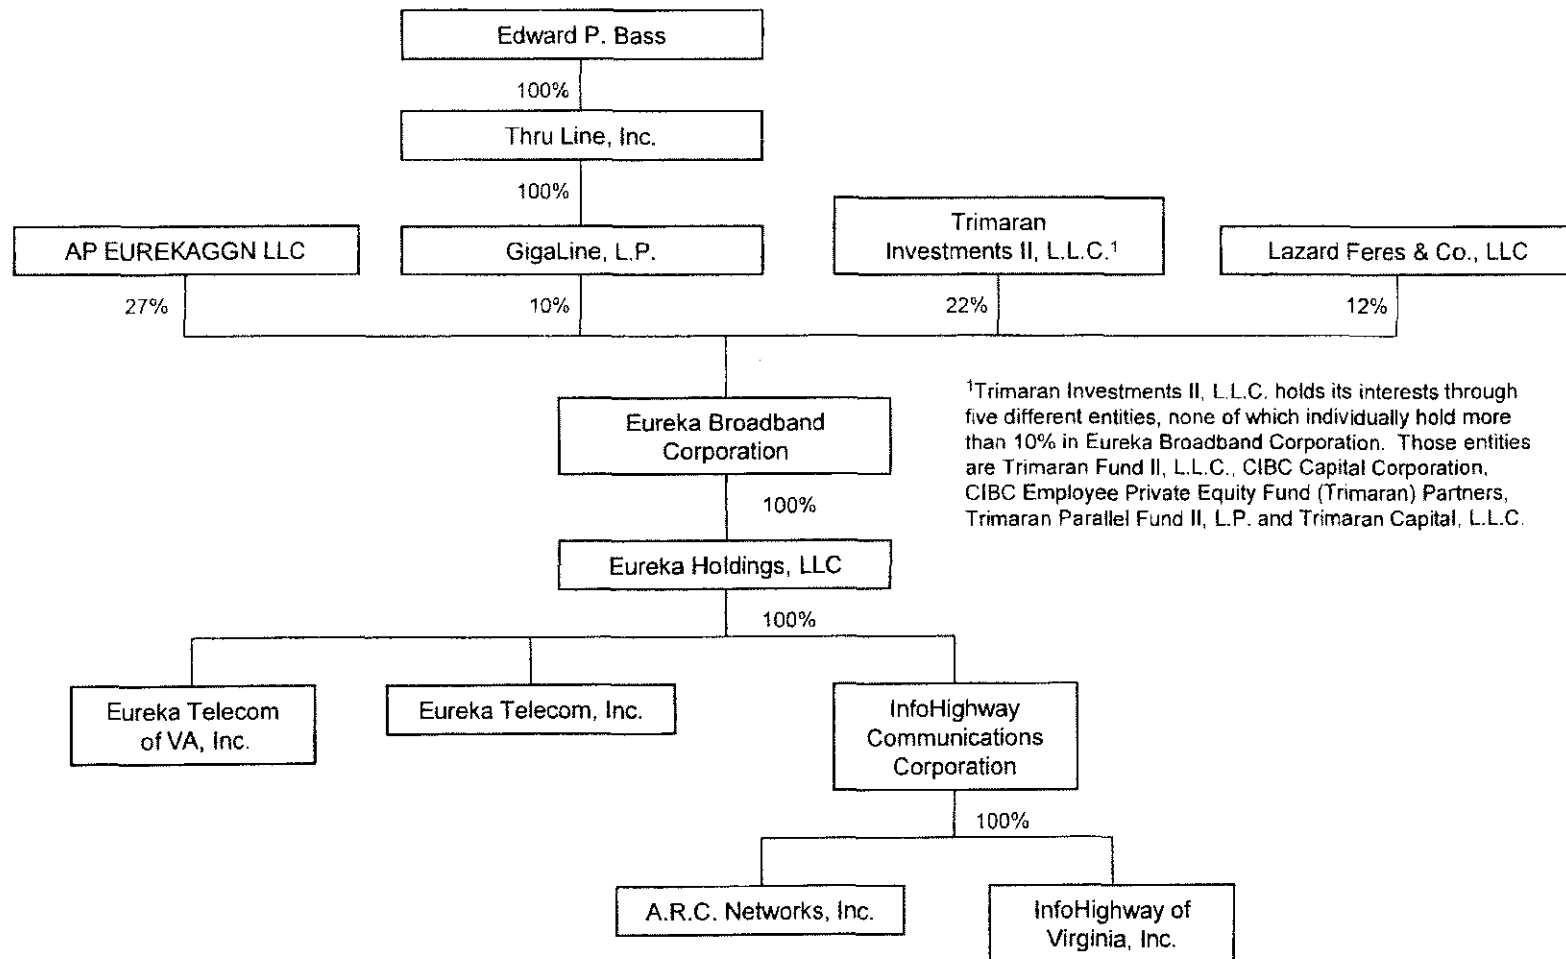 Edward P. Bass
100%
Thru Line, Inc.
100%
AP EUREKAGGN LLC
GigaLine, L.P.
Trimaran
Investments II, L.L.C.¹
Lazard Feres & Co., LLC
27%
10%
22%
12%
Eureka Broadband
Corporation
¹Trimaran Investments II, L.L.C. holds its interests through
five different entities, none of which individually hold more
than 10% in Eureka Broadband Corporation. Those entities
are Trimaran Fund II, L.L.C., CIBC Capital Corporation,
CIBC Employee Private Equity Fund (Trimaran) Partners,
Trimaran Parallel Fund II, L.P. and Trimaran Capital, L.L.C.
100%
Eureka Holdings, LLC
100%
Eureka Telecom
of VA, Inc.
Eureka Telecom, Inc.
InfoHighway
Communications
Corporation
100%
A.R.C. Networks, Inc.
InfoHighway of
Virginia, Inc.